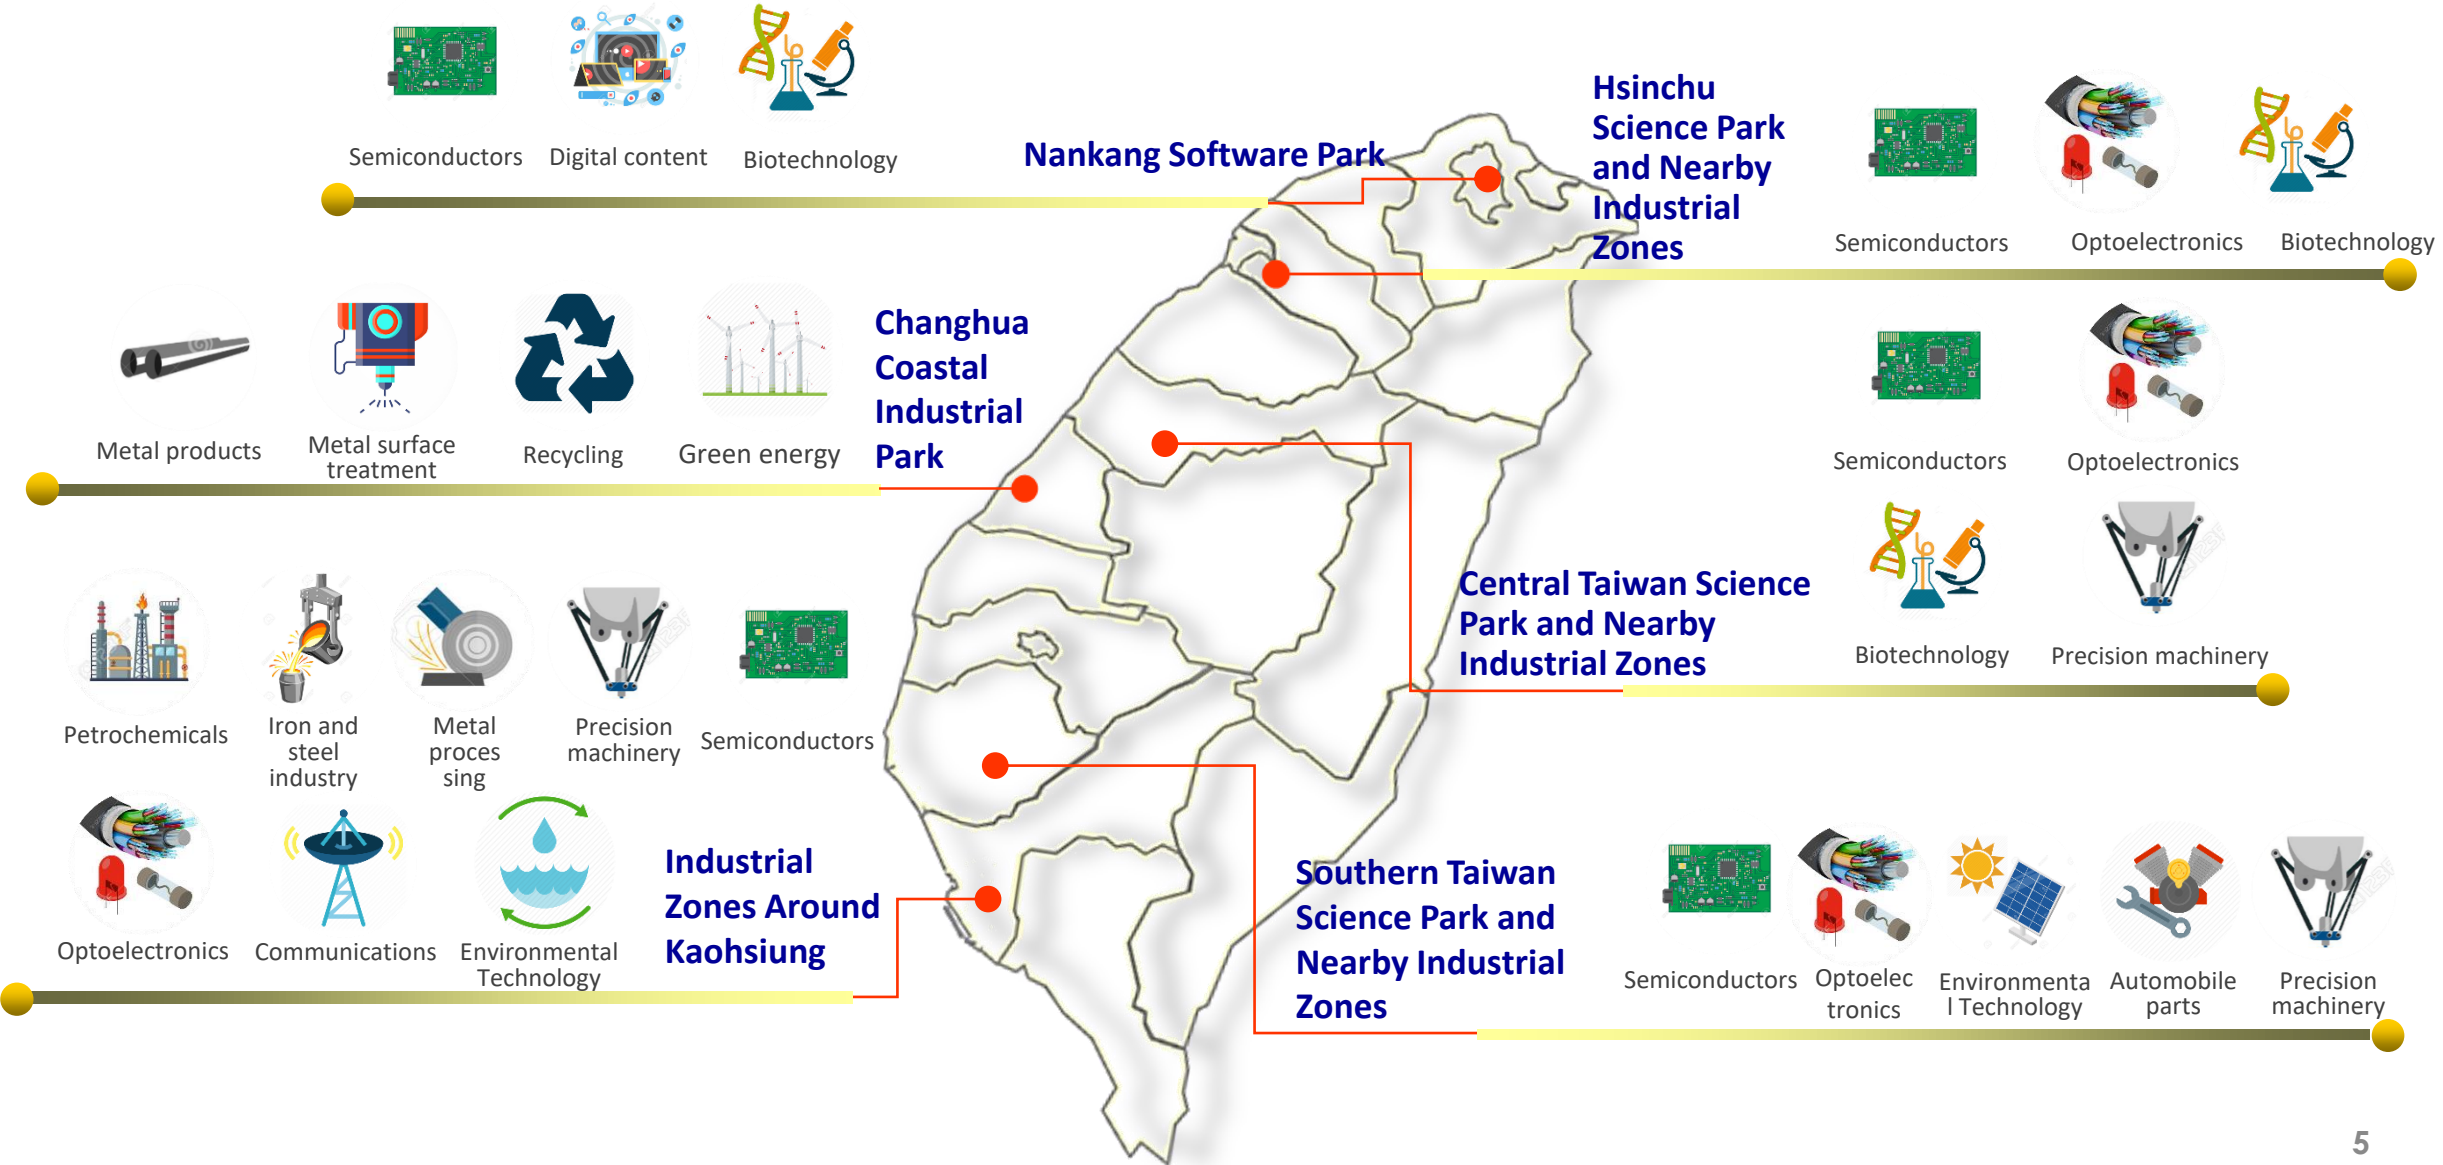 Semiconductors
Digital content
Biotechnology
Nankang Software Park
Hsinchu
Science Park
and Nearby
Industrial
Zones
Semiconductors
Optoelectronics
Biotechnology
Metal products
Metal surface
treatment
Recycling
Green energy
Changhua
Coastal
Industrial
Park
Semiconductors
Optoelectronics
Biotechnology
Precision machinery
Central Taiwan Science
Park and Nearby
Industrial Zones
Petrochemicals
Iron and
steel
industry
Metal
proces
sing
Precision
machinery
Semiconductors
Optoelectronics
Communications
Environmental
Technology
Industrial
Zones Around
Kaohsiung
Southern Taiwan
Science Park and
Nearby Industrial
Zones
Semiconductors
Optoelec
tronics
Environmenta
l Technology
Automobile
parts
Precision
machinery
5